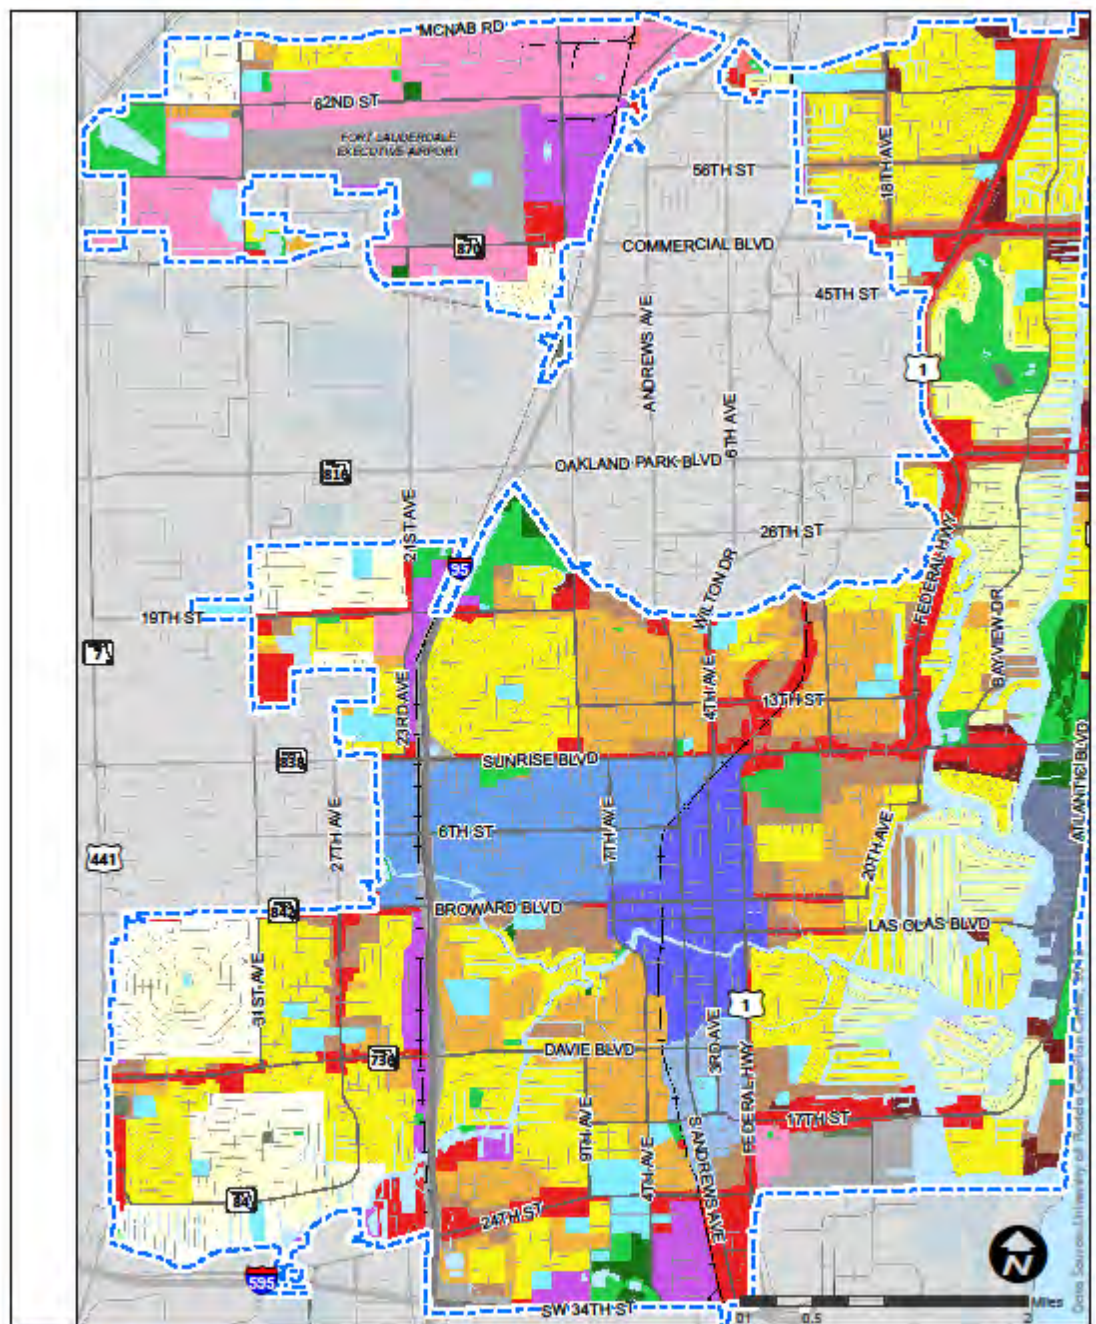 MCNAB RD
62ND ST
FORT LAUDERDALE
EXECUTIVE AIRPORT
56TH ST
18TH AVE
870
COMMERCIAL BLVD
45TH ST
ANDREWS AVE
1
6TH AVE
OAKLAND PARK BLVD
816
21ST AVE
26TH ST
FEDERAL HWY
95
WILTON DR
19TH ST
BAYVIEW DR
7
23RD AVE
4TH AVE
13TH ST
838
SUNRISE BLVD
ATLANTIC BLVD
27TH AVE
6TH ST
7TH AVE
20TH AVE
441
842
BROWARD BLVD
LAS OLAS BLVD
31ST AVE
1
3RD AVE
736
DAVIE BLVD
FEDERAL HWY
17TH ST
9TH AVE
4TH AVE
S ANDREWS AVE
84
24TH ST
N
595
SW 34TH ST
Miles
0.5
2